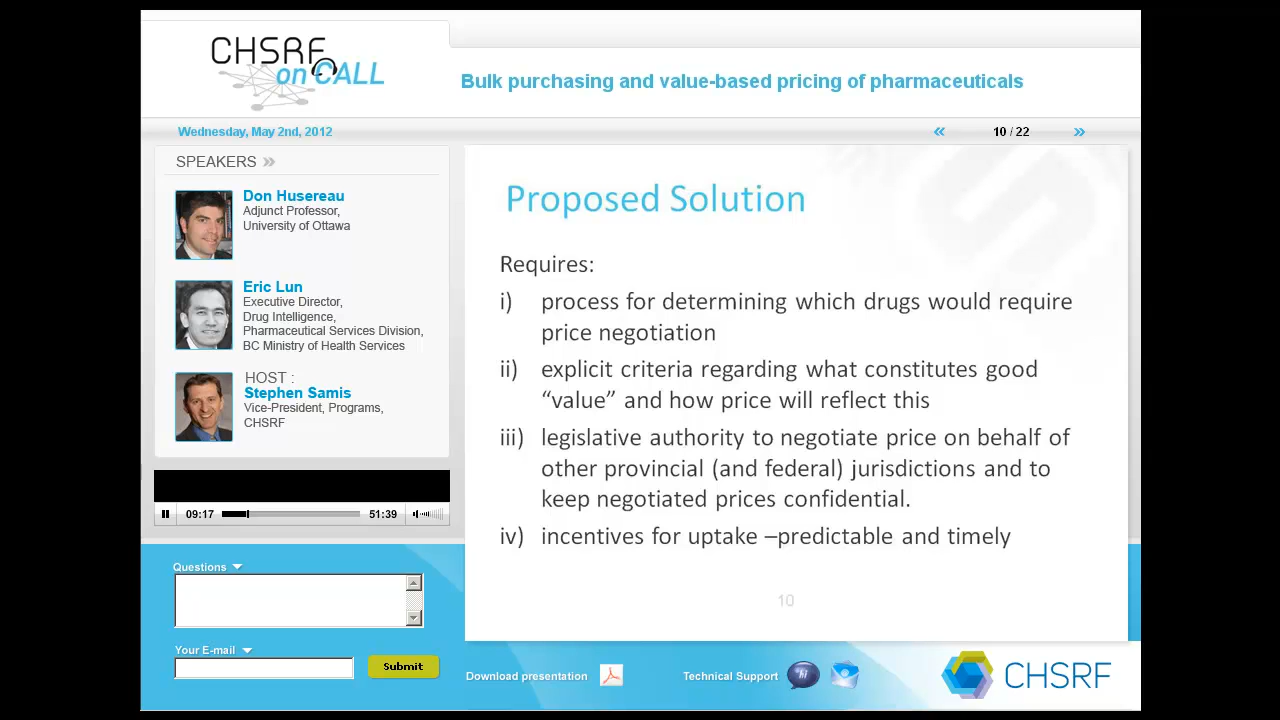 CHSRF
on CALL
Bulk purchasing and value-based pricing of pharmaceuticals
Wednesday, May 2nd, 2012
« 10 / 22 »
SPEAKERS »
Don Husereau
Adjunct Professor,
University of Ottawa
Eric Lun
Executive Director,
Drug Intelligence,
Pharmaceutical Services Division,
BC Ministry of Health Services
HOST :
Stephen Samis
Vice-President, Programs,
CHSRF
09:17 51:39
Questions
Your E-mail
Submit
Proposed Solution
Requires:
i) process for determining which drugs would require
price negotiation
ii) explicit criteria regarding what constitutes good
“value” and how price will reflect this
iii) legislative authority to negotiate price on behalf of
other provincial (and federal) jurisdictions and to
keep negotiated prices confidential.
iv) incentives for uptake –predictable and timely
10
Download presentation
Technical Support
hi
CHSRF